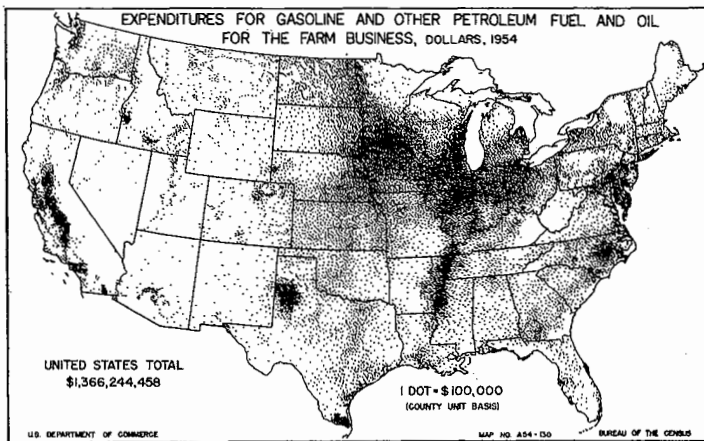 EXPENDITURES FOR GASOLINE AND OTHER PETROLEUM FUEL AND OIL
FOR THE FARM BUSINESS, DOLLARS, 1954
UNITED STATES TOTAL
$1,366,244,458
1 DOT = $100,000
(COUNTY UNIT BASIS)
U.S. DEPARTMENT OF COMMERCE
MAP NO. A54-130
BUREAU OF THE CENSUS